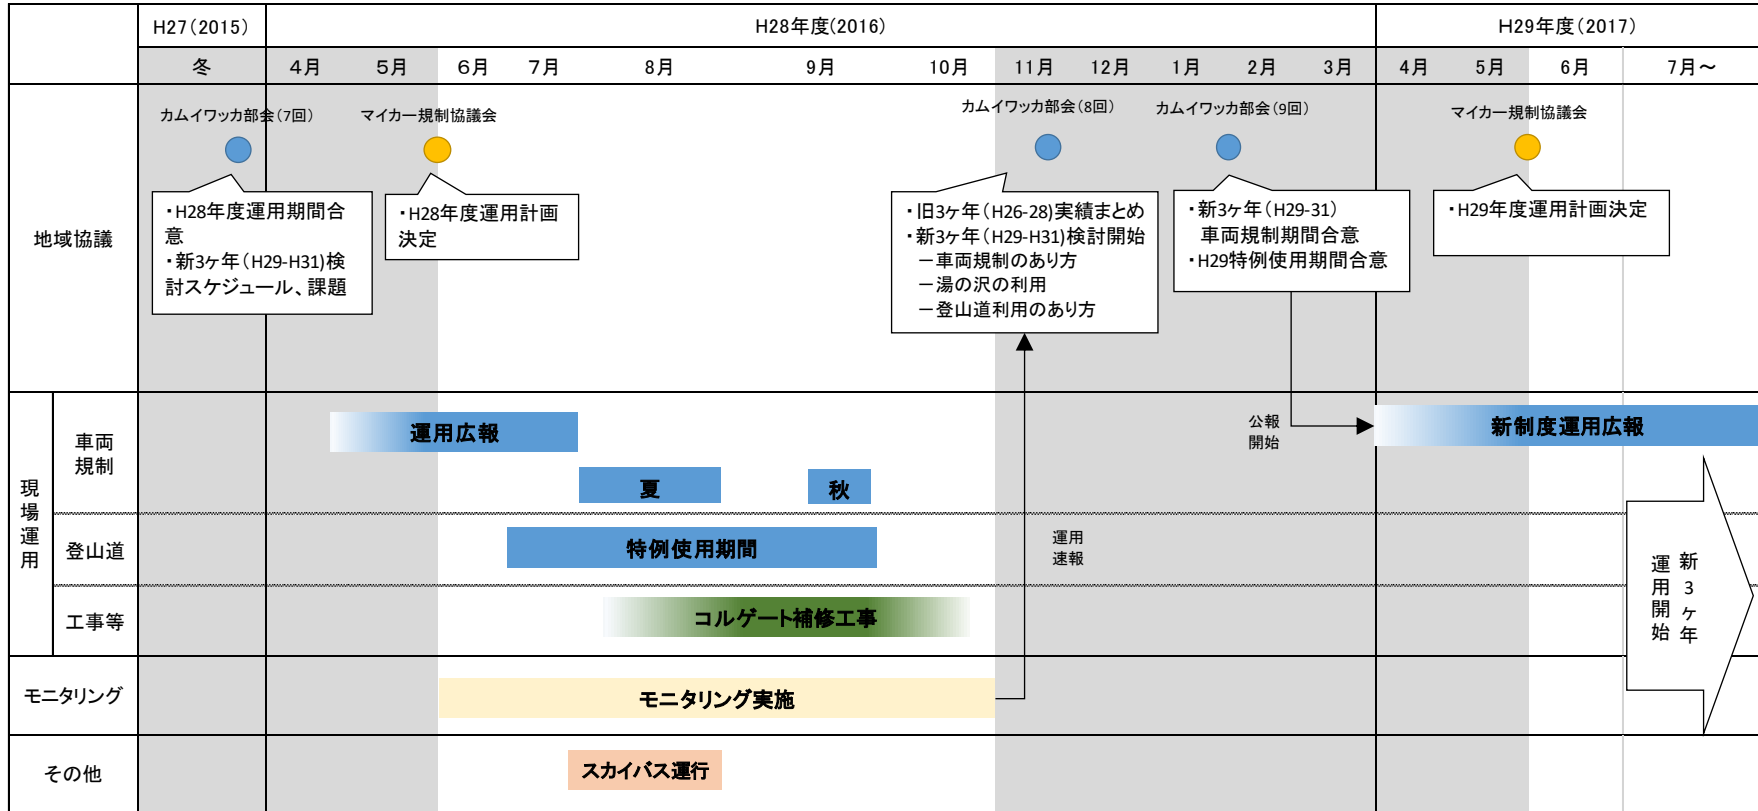 H27(2015)
H28年度(2016)
H29年度(2017)
冬
4月
5月
6月
7月
8月
9月
10月
11月
12月
1月
2月
3月
4月
5月
6月
7月～
地域協議
カムイワッカ部会(7回)
マイカー規制協議会
カムイワッカ部会(8回)
カムイワッカ部会(9回)
マイカー規制協議会
・H28年度運用期間合
意
・新3ヶ年(H29-H31)検
討スケジュール、課題
・H28年度運用計画
決定
・旧3ヶ年(H26-28)実績まとめ
・新3ヶ年(H29-H31)検討開始
－車両規制のあり方
－湯の沢の利用
－登山道利用のあり方
・新3ヶ年(H29-31)
車両規制期間合意
・H29特例使用期間合意
・H29年度運用計画決定
現場運用
車両
規制
運用広報
公報
開始
新制度運用広報
夏
秋
登山道
特例使用期間
運用
速報
新3ヶ年
運用開始
工事等
コルゲート補修工事
モニタリング
モニタリング実施
その他
スカイバス運行